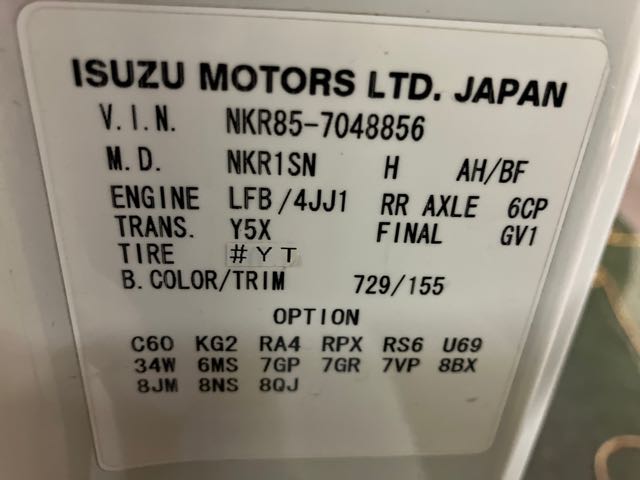 ISUZU MOTORS LTD. JAPAN
V.I.N. NKR85-7048856
M.D. NKR1SN H AH/BF
ENGINE LFB/4JJ1 RR AXLE 6CP
TRANS. Y5X FINAL GV1
TIRE #YT
B.COLOR/TRIM 729/155
OPTION
C60 KG2 RA4 RPX RS6 U69
34W 6MS 7GP 7GR 7VP 8BX
8JM 8NS 8QJ